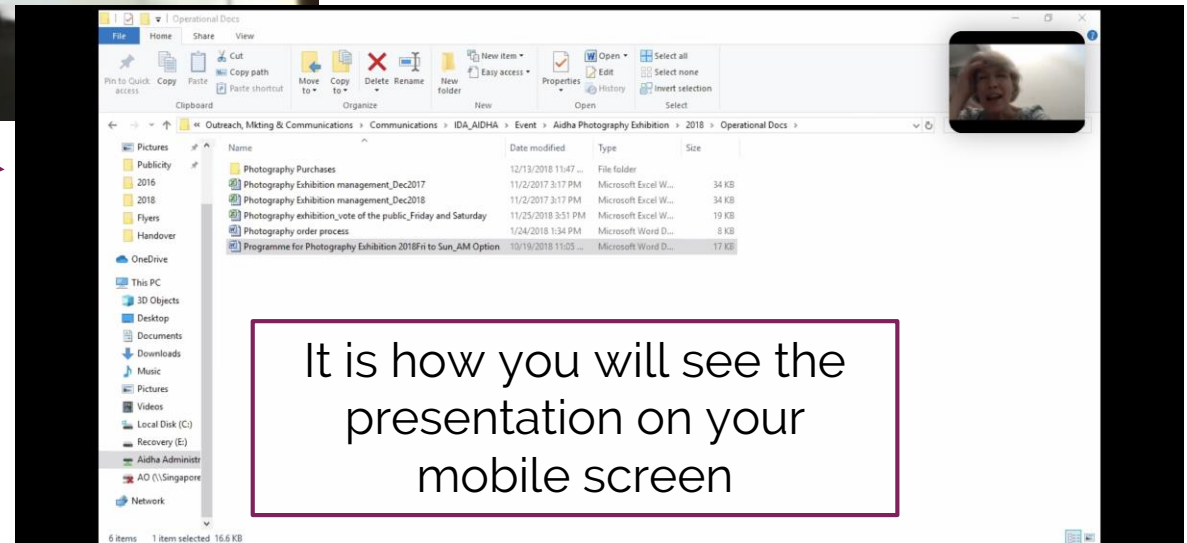 Operational Docs
File Home Share View
Pin to Quick access
Copy
Paste
Cut
Copy path
Paste shortcut
Clipboard
Move to
Copy to
Delete
Rename
Organize
New folder
New item
Easy access
New
Properties
Open
Edit
History
Open
Select all
Select none
Invert selection
Select
« Outreach, Mkting & Communications > Communications > IDA_AIDHA > Event > Aidha Photography Exhibition > 2018 > Operational Docs >
Pictures
Publicity
2016
2018
Flyers
Handover
OneDrive
This PC
3D Objects
Desktop
Documents
Downloads
Music
Pictures
Videos
Local Disk (C:)
Recovery (E:)
Aidha Administr
AO (\\Singapore
Network
Name Date modified Type Size
Photography Purchases 12/13/2018 11:47 ... File folder
Photography Exhibition management_Dec2017 11/2/2017 3:17 PM Microsoft Excel W... 34 KB
Photography Exhibition management_Dec2018 11/2/2017 3:17 PM Microsoft Excel W... 34 KB
Photography exhibition_vote of the public_Friday and Saturday 11/25/2018 3:51 PM Microsoft Excel W... 19 KB
Photography order process 1/24/2018 1:34 PM Microsoft Word D... 8 KB
Programme for Photography Exhibition 2018Fri to Sun_AM Option 10/19/2018 11:05 ... Microsoft Word D... 17 KB
It is how you will see the
presentation on your
mobile screen
6 items 1 item selected 16.6 KB